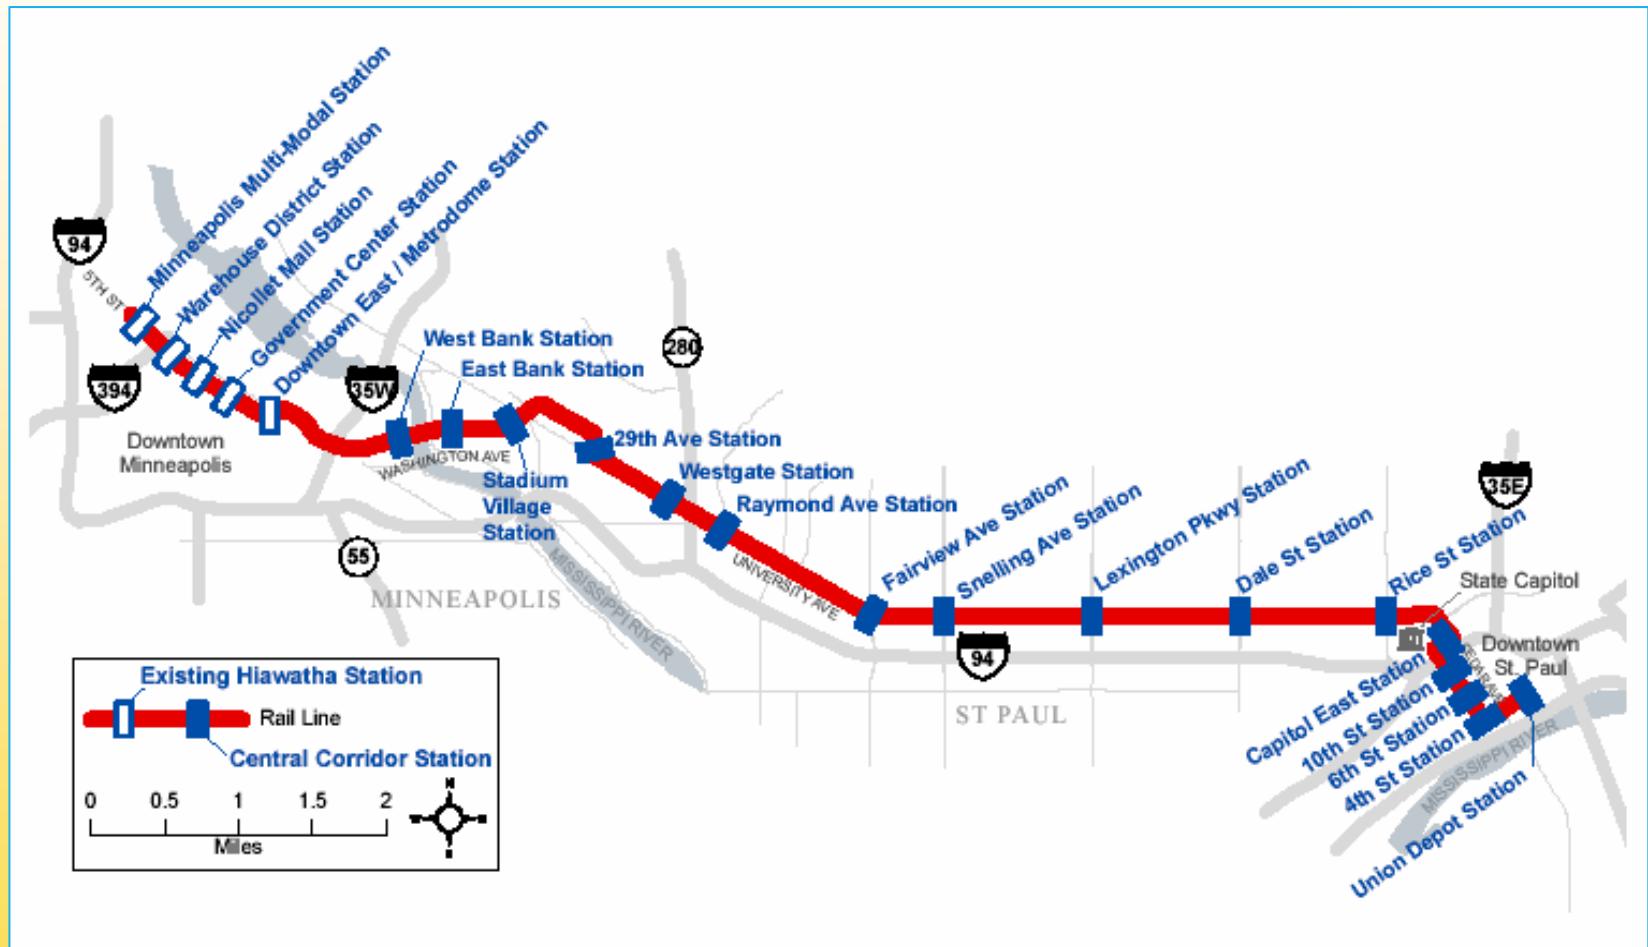 Minneapolis Multi-Modal Station
Warehouse District Station
Nicollet Mall Station
Government Center Station
Downtown East / Metrodome Station
94
5TH ST
394
35W
280
West Bank Station
East Bank Station
Downtown
Minneapolis
WASHINGTON AVE
29th Ave Station
Stadium
Village
Station
Westgate Station
Raymond Ave Station
55
MINNEAPOLIS
MISSISSIPPI RIVER
UNIVERSITY AVE
Fairview Ave Station
Snelling Ave Station
Lexington Pkwy Station
Dale St Station
Rice St Station
35E
State Capitol
94
Downtown
St. Paul
ST PAUL
Capitol East Station
10th St Station
6th St Station
4th St Station
Union Depot Station
MISSISSIPPI RIVER
Existing Hiawatha Station
Rail Line
Central Corridor Station
0 0.5 1 1.5 2
Miles
N